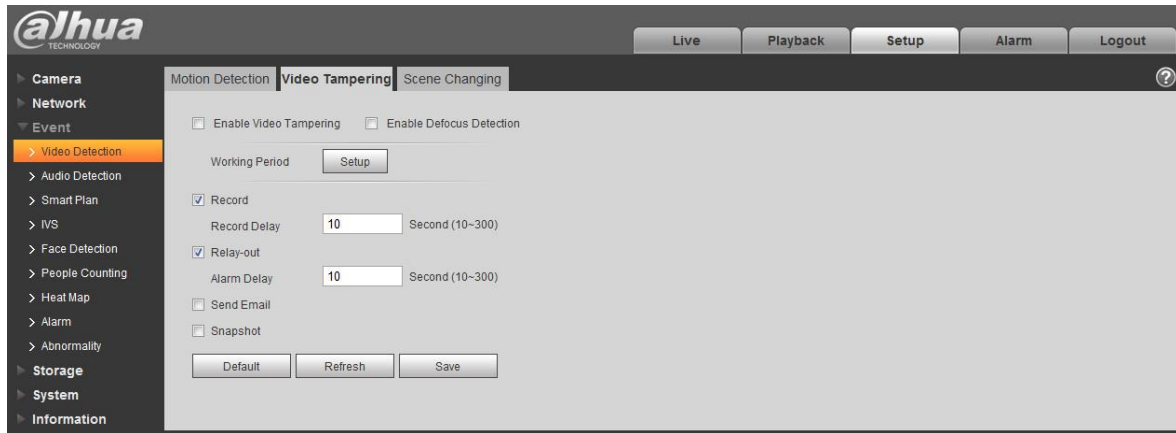 alhua
TECHNOLOGY
Live Playback Setup Alarm Logout
Camera
Network
Event
Video Detection
Audio Detection
Smart Plan
IVS
Face Detection
People Counting
Heat Map
Alarm
Abnormality
Storage
System
Information
Motion Detection Video Tampering Scene Changing
?
Enable Video Tampering Enable Defocus Detection
Working Period Setup
Record
Record Delay 10 Second (10~300)
Relay-out
Alarm Delay 10 Second (10~300)
Send Email
Snapshot
Default Refresh Save